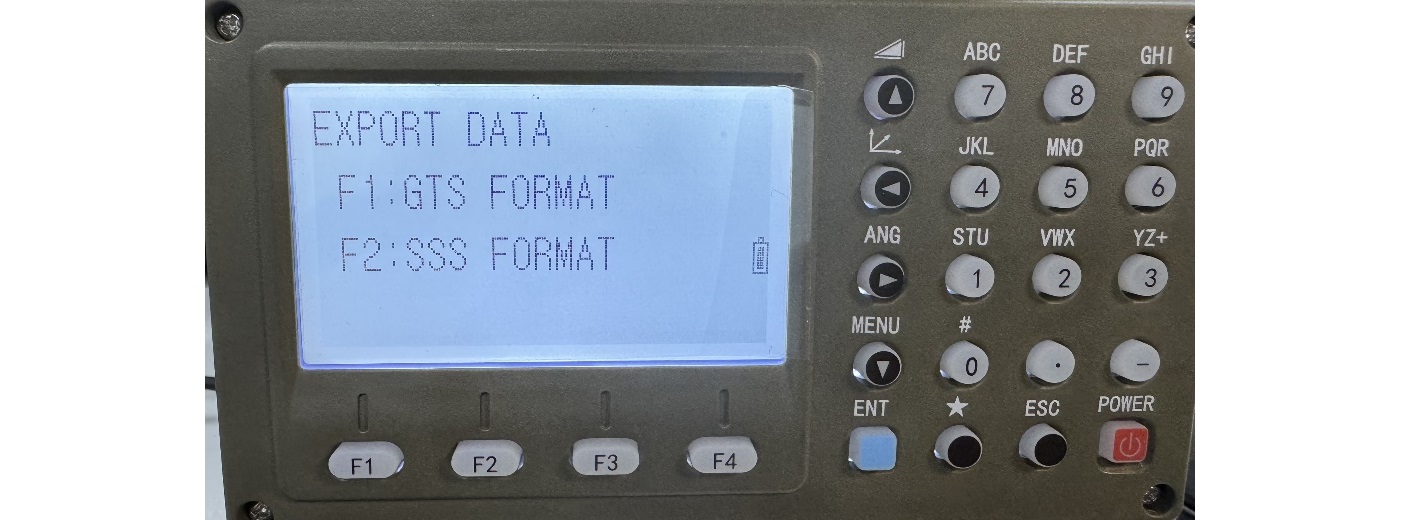 EXPORT DATA
F1:GTS FORMAT
F2:SSS FORMAT
F1 F2 F3 F4
ABC DEF GHI
7 8 9
JKL MNO PQR
4 5 6
ANG STU VWX YZ+
1 2 3
MENU #
0 . -
ENT ★ ESC POWER